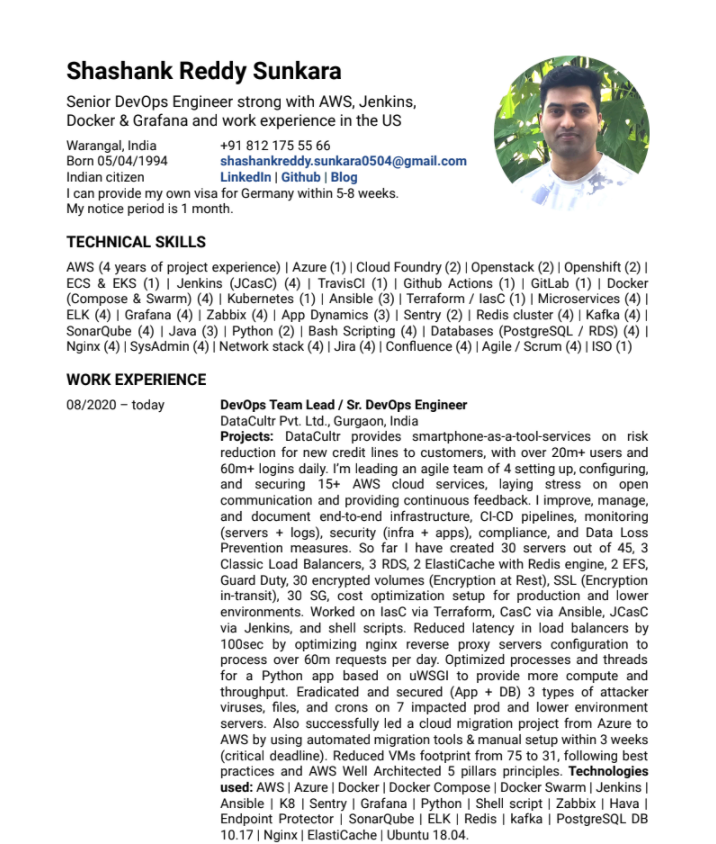 Shashank Reddy Sunkara
Senior DevOps Engineer strong with AWS, Jenkins,
Docker & Grafana and work experience in the US
Warangal, India +91 812 175 55 66
Born 05/04/1994 shashankreddy.sunkara0504@gmail.com
Indian citizen LinkedIn | Github | Blog
I can provide my own visa for Germany within 5-8 weeks.
My notice period is 1 month.
TECHNICAL SKILLS
AWS (4 years of project experience) | Azure (1) | Cloud Foundry (2) | Openstack (2) | Openshift (2) |
ECS & EKS (1) | Jenkins (JCasC) (4) | TravisCI (1) | Github Actions (1) | GitLab (1) | Docker
(Compose & Swarm) (4) | Kubernetes (1) | Ansible (3) | Terraform / IasC (1) | Microservices (4) |
ELK (4) | Grafana (4) | Zabbix (4) | App Dynamics (3) | Sentry (2) | Redis cluster (4) | Kafka (4) |
SonarQube (4) | Java (3) | Python (2) | Bash Scripting (4) | Databases (PostgreSQL / RDS) (4) |
Nginx (4) | SysAdmin (4) | Network stack (4) | Jira (4) | Confluence (4) | Agile / Scrum (4) | ISO (1)
WORK EXPERIENCE
08/2020 – today DevOps Team Lead / Sr. DevOps Engineer
DataCultr Pvt. Ltd., Gurgaon, India
Projects: DataCultr provides smartphone-as-a-tool-services on risk
reduction for new credit lines to customers, with over 20m+ users and
60m+ logins daily. I'm leading an agile team of 4 setting up, configuring,
and securing 15+ AWS cloud services, laying stress on open
communication and providing continuous feedback. I improve, manage,
and document end-to-end infrastructure, CI-CD pipelines, monitoring
(servers + logs), security (infra + apps), compliance, and Data Loss
Prevention measures. So far I have created 30 servers out of 45, 3
Classic Load Balancers, 3 RDS, 2 ElastiCache with Redis engine, 2 EFS,
Guard Duty, 30 encrypted volumes (Encryption at Rest), SSL (Encryption
in-transit), 30 SG, cost optimization setup for production and lower
environments. Worked on IasC via Terraform, CasC via Ansible, JCasC
via Jenkins, and shell scripts. Reduced latency in load balancers by
100sec by optimizing nginx reverse proxy servers configuration to
process over 60m requests per day. Optimized processes and threads
for a Python app based on uWSGI to provide more compute and
throughput. Eradicated and secured (App + DB) 3 types of attacker
viruses, files, and crons on 7 impacted prod and lower environment
servers. Also successfully led a cloud migration project from Azure to
AWS by using automated migration tools & manual setup within 3 weeks
(critical deadline). Reduced VMs footprint from 75 to 31, following best
practices and AWS Well Architected 5 pillars principles. Technologies
used: AWS | Azure | Docker | Docker Compose | Docker Swarm | Jenkins |
Ansible | K8 | Sentry | Grafana | Python | Shell script | Zabbix | Hava |
Endpoint Protector | SonarQube | ELK | Redis | kafka | PostgreSQL DB
10.17 | Nginx | ElastiCache | Ubuntu 18.04.